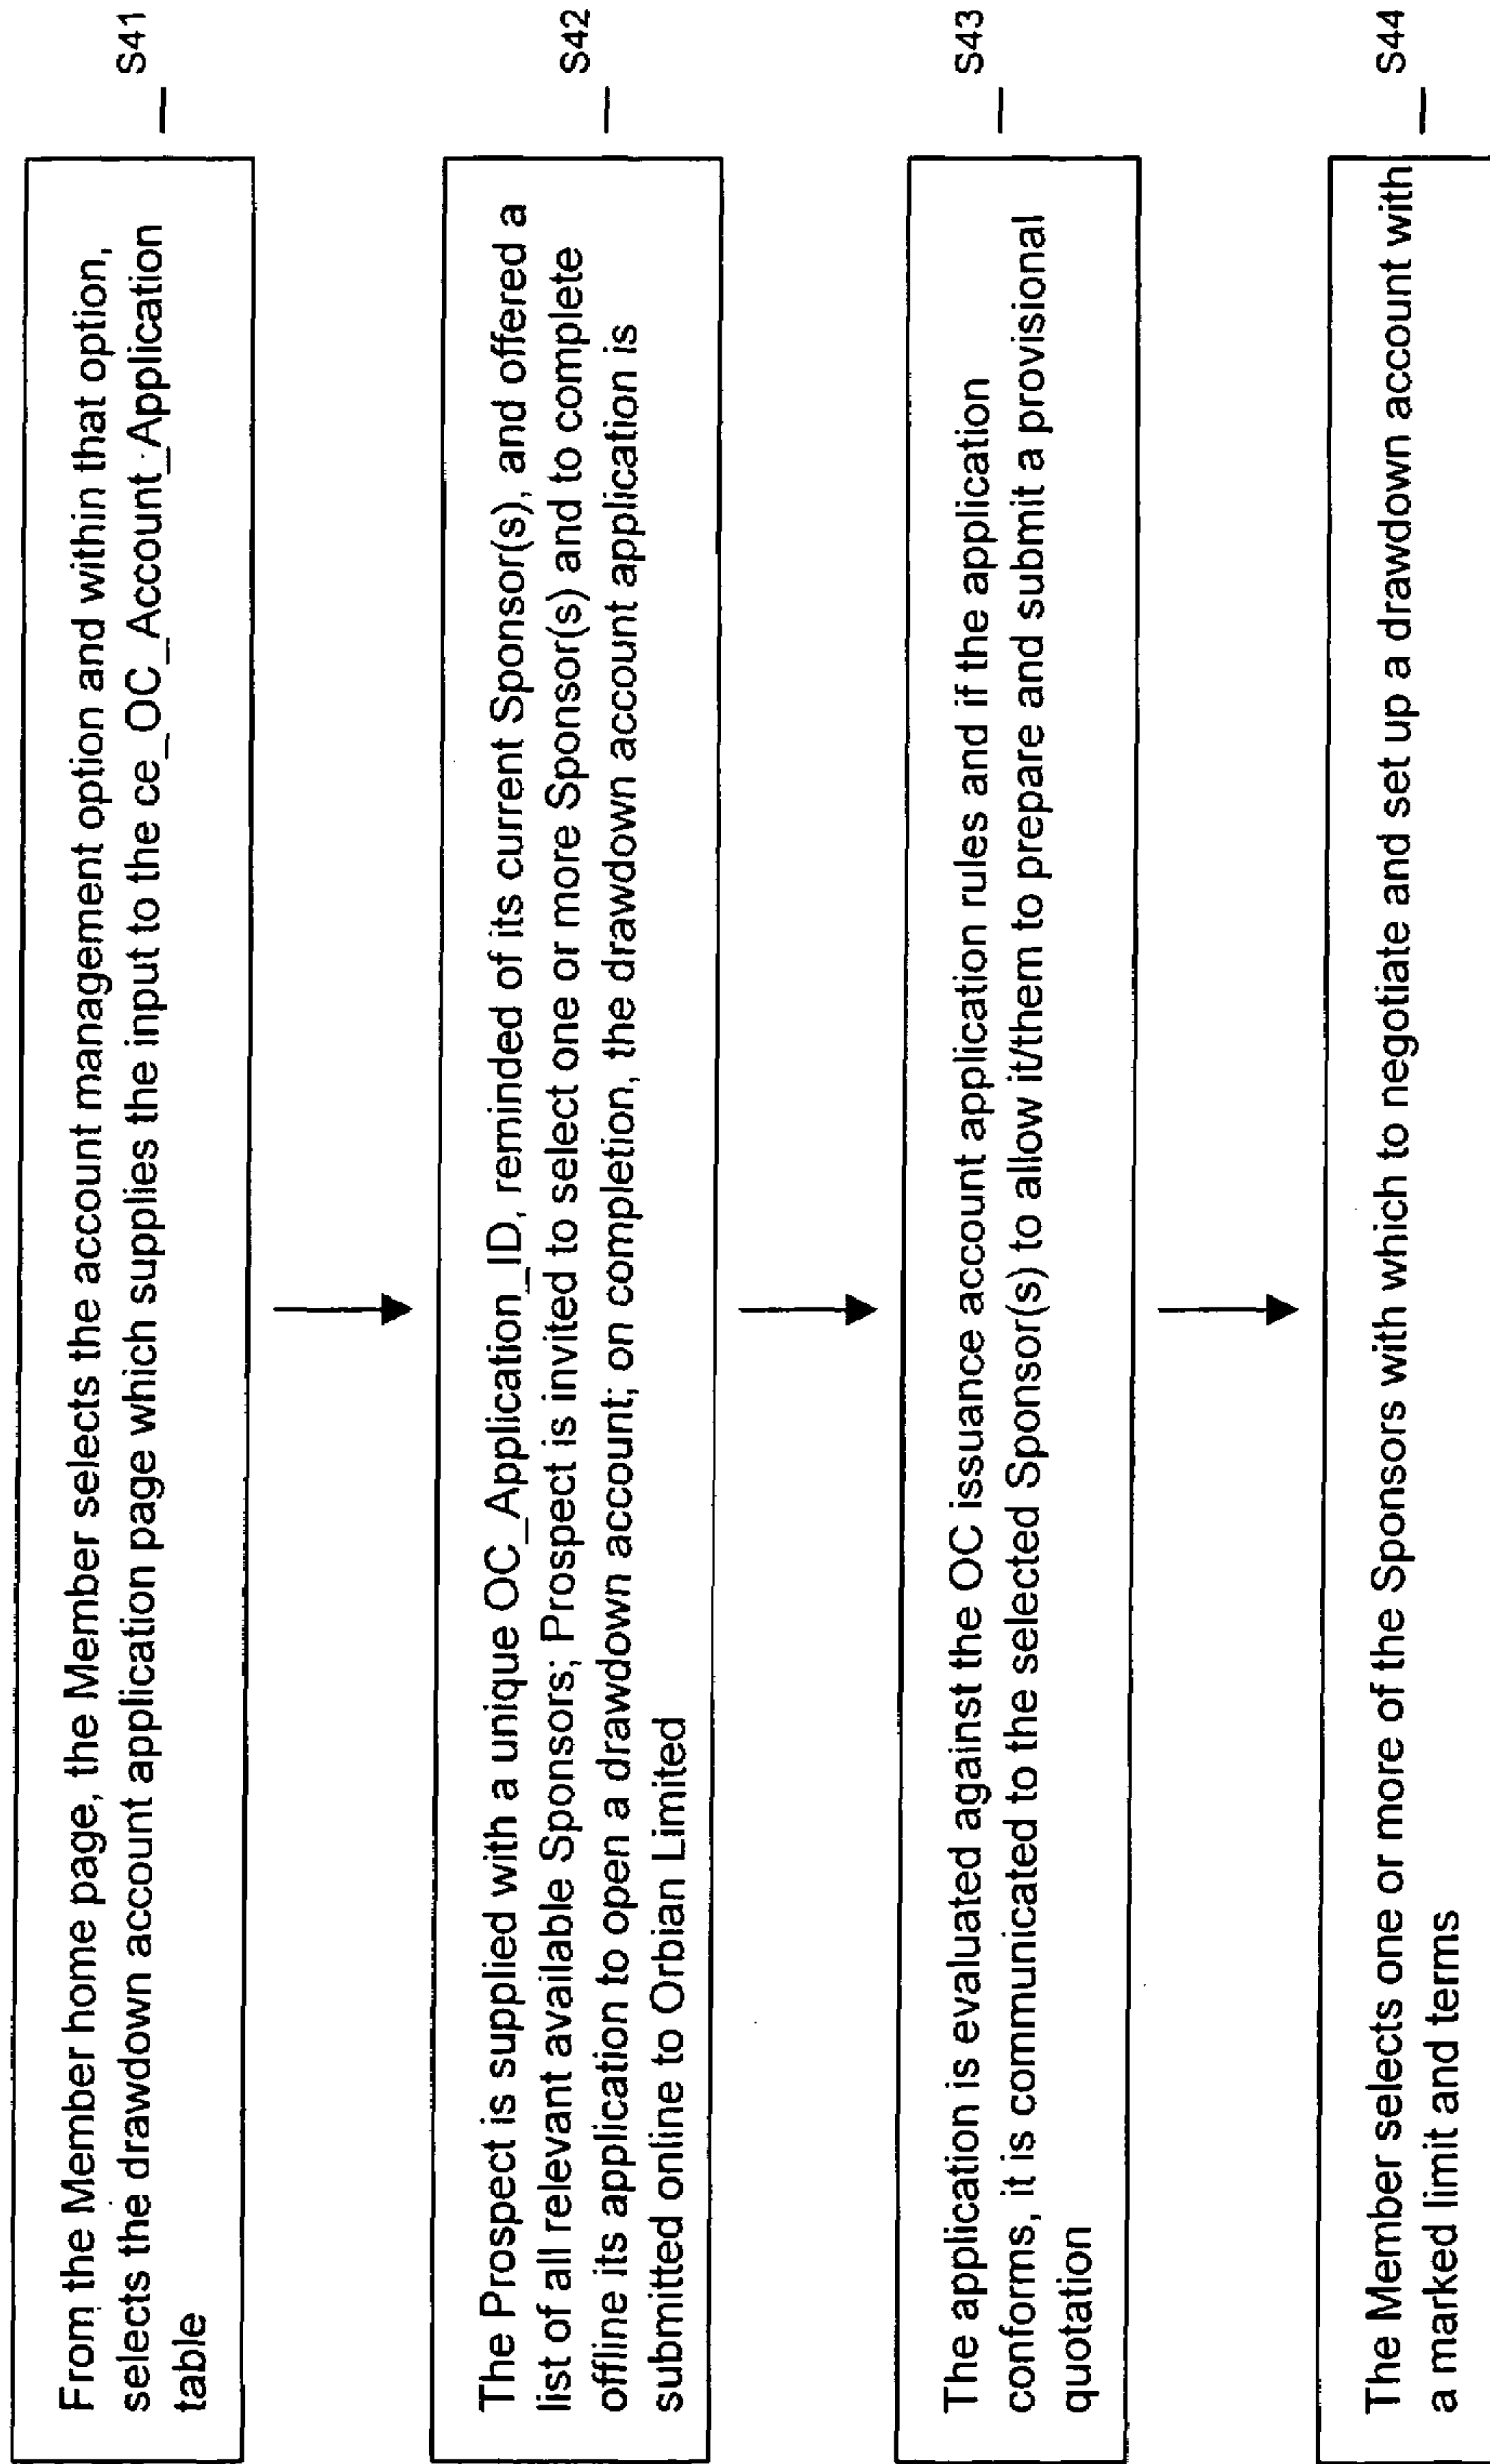 From the Member home page, the Member selects the account management option and within that option,
selects the drawdown account application page which supplies the input to the ce_OC_Account_Application
table
S41
The Prospect is supplied with a unique OC_Application_ID, reminded of its current Sponsor(s), and offered a
list of all relevant available Sponsors; Prospect is invited to select one or more Sponsor(s) and to complete
offline its application to open a drawdown account; on completion, the drawdown account application is
submitted online to Orbian Limited
S42
The application is evaluated against the OC issuance account application rules and if the application
conforms, it is communicated to the selected Sponsor(s) to allow it/them to prepare and submit a provisional
quotation
S43
The Member selects one or more of the Sponsors with which to negotiate and set up a drawdown account with
a marked limit and terms
S44